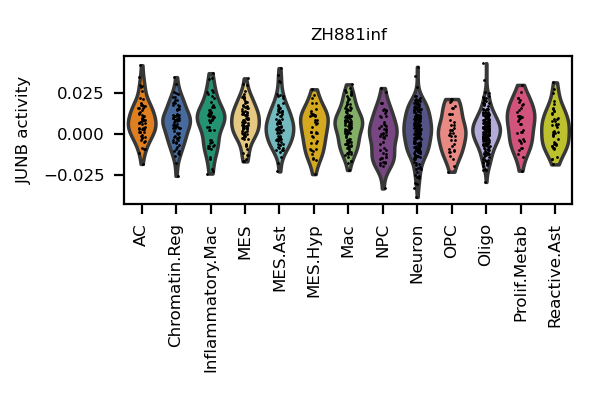 ZH881inf
JUNB activity
0.025
0.000
−0.025
AC
Chromatin.Reg
Inflammatory.Mac
MES
MES.Ast
MES.Hyp
Mac
NPC
Neuron
OPC
Oligo
Prolif.Metab
Reactive.Ast